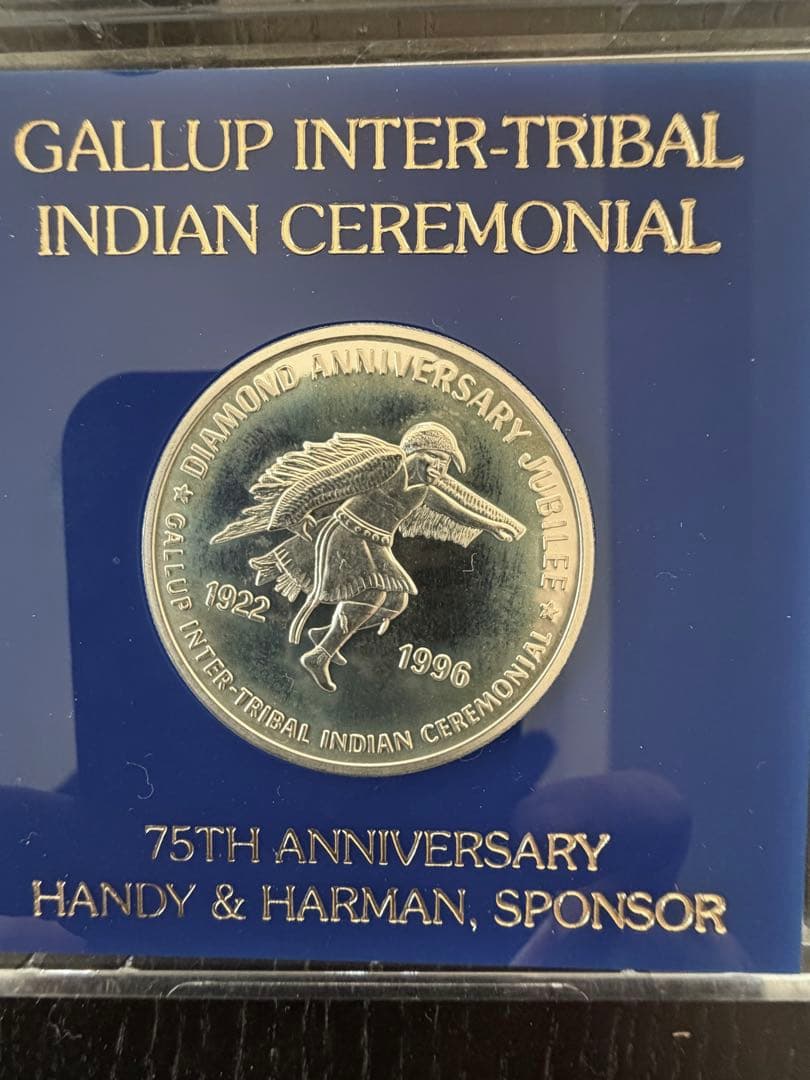 GALLUP INTER-TRIBAL
INDIAN CEREMONIAL
★ DIAMOND ANNIVERSARY JUBILEE ★
1922
1996
GALLUP INTER-TRIBAL INDIAN CEREMONIAL
75TH ANNIVERSARY
HANDY & HARMAN, SPONSOR